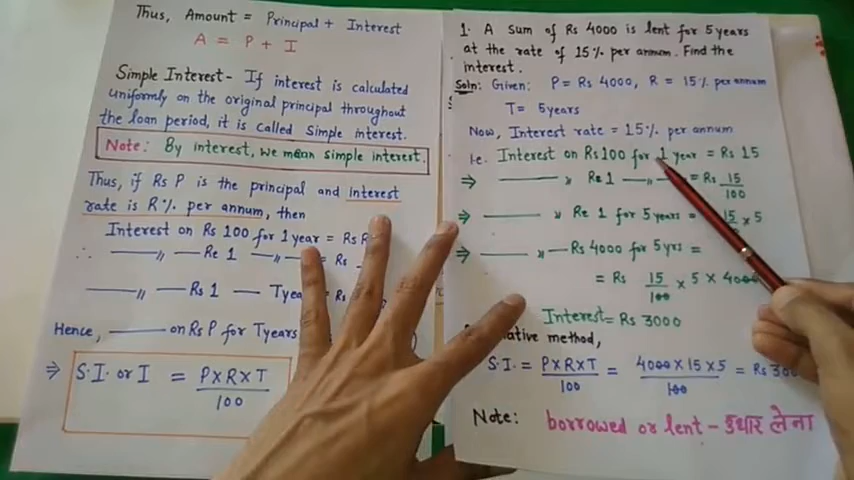 Thus, Amount = Principal + Interest
A = P + I
Simple Interest - If interest is calculated
uniformly on the original principal throughout
the loan period, it is called Simple interest.
Note: By interest, we mean simple interest.
Thus, if Rs P is the principal and interest
rate is R% per annum, then
Interest on Rs 100 for 1 year = Rs R
∴ —〃— Re 1 —〃— = Rs
—〃— Rs 1 — T yea = Rs
Hence, — on Rs P for T years
⇒ S.I. or I = P×R×T / 100
1. A sum of Rs 4000 is lent for 5 years
at the rate of 15% per annum. Find the
interest.
Soln: Given: P = Rs 4000, R = 15% per annum
T = 5 years
Now, Interest rate = 15% per annum
i.e. Interest on Rs 100 for 1 year = Rs 15
⇒ — 〃 Re 1 —〃— = Rs 15/100
⇒ — 〃 Re 1 for 5 years = 15 × 5
⇒ — 〃 — Rs 4000 for 5 yrs =
= Rs 15/100 × 5 × 4000
Interest = Rs 3000
native method,
S.I. = P×R×T / 100 = 4000×15×5 / 100 = Rs 300
Note: borrowed or lent - उधार लेना